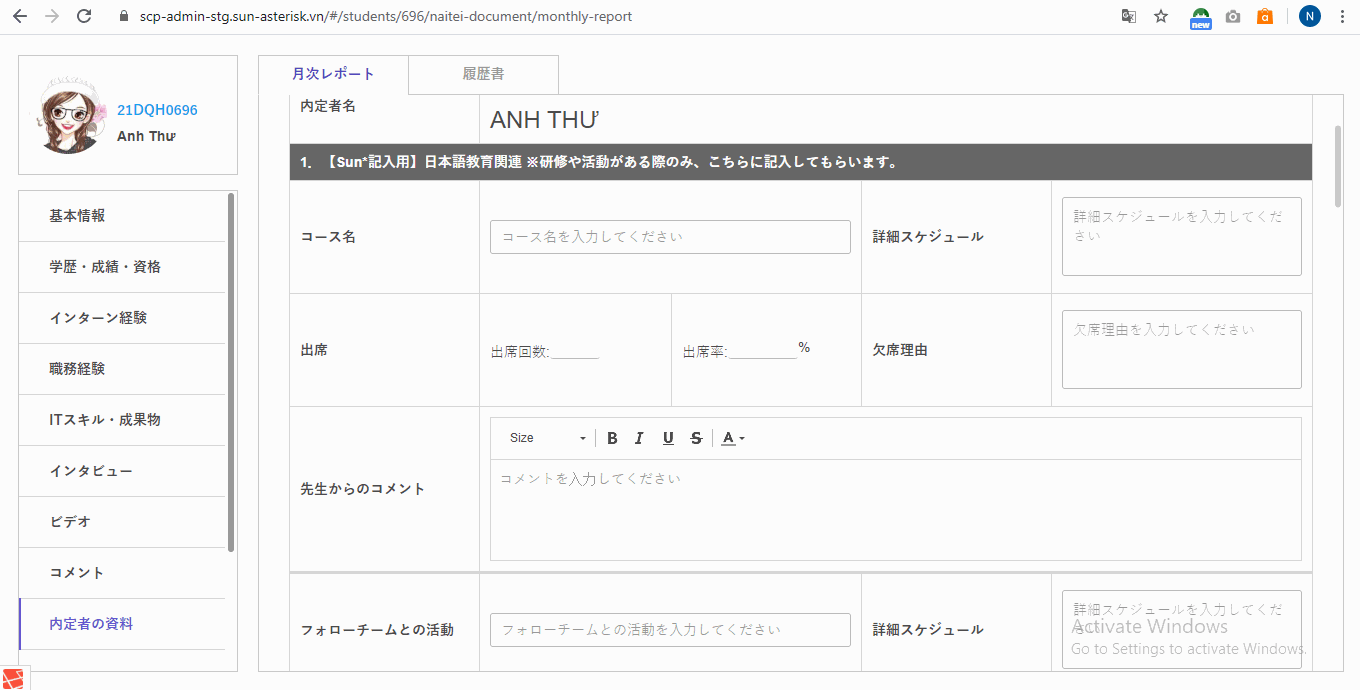 scp-admin-stg.sun-asterisk.vn/#/students/696/naitei-document/monthly-report
new
a
N
21DQH0696
Anh Thư
基本情報
学歴・成績・資格
インターン経験
職務経験
ITスキル・成果物
インタビュー
ビデオ
コメント
内定者の資料
月次レポート
履歴書
内定者名
ANH THƯ
1. 【Sun*記入用】日本語教育関連 ※研修や活動がある際のみ、こちらに記入してもらいます。
コース名
コース名を入力してください
詳細スケジュール
詳細スケジュールを入力してくだ
さい
出席
出席回数:______
出席率:_________%
欠席理由
欠席理由を入力してください
先生からのコメント
Size
B I U S A
コメントを入力してください
フォローチームとの活動
フォローチームとの活動を入力してください
詳細スケジュール
詳細スケジュールを入力してくだ
さい
Activate Windows
Go to Settings to activate Windows.